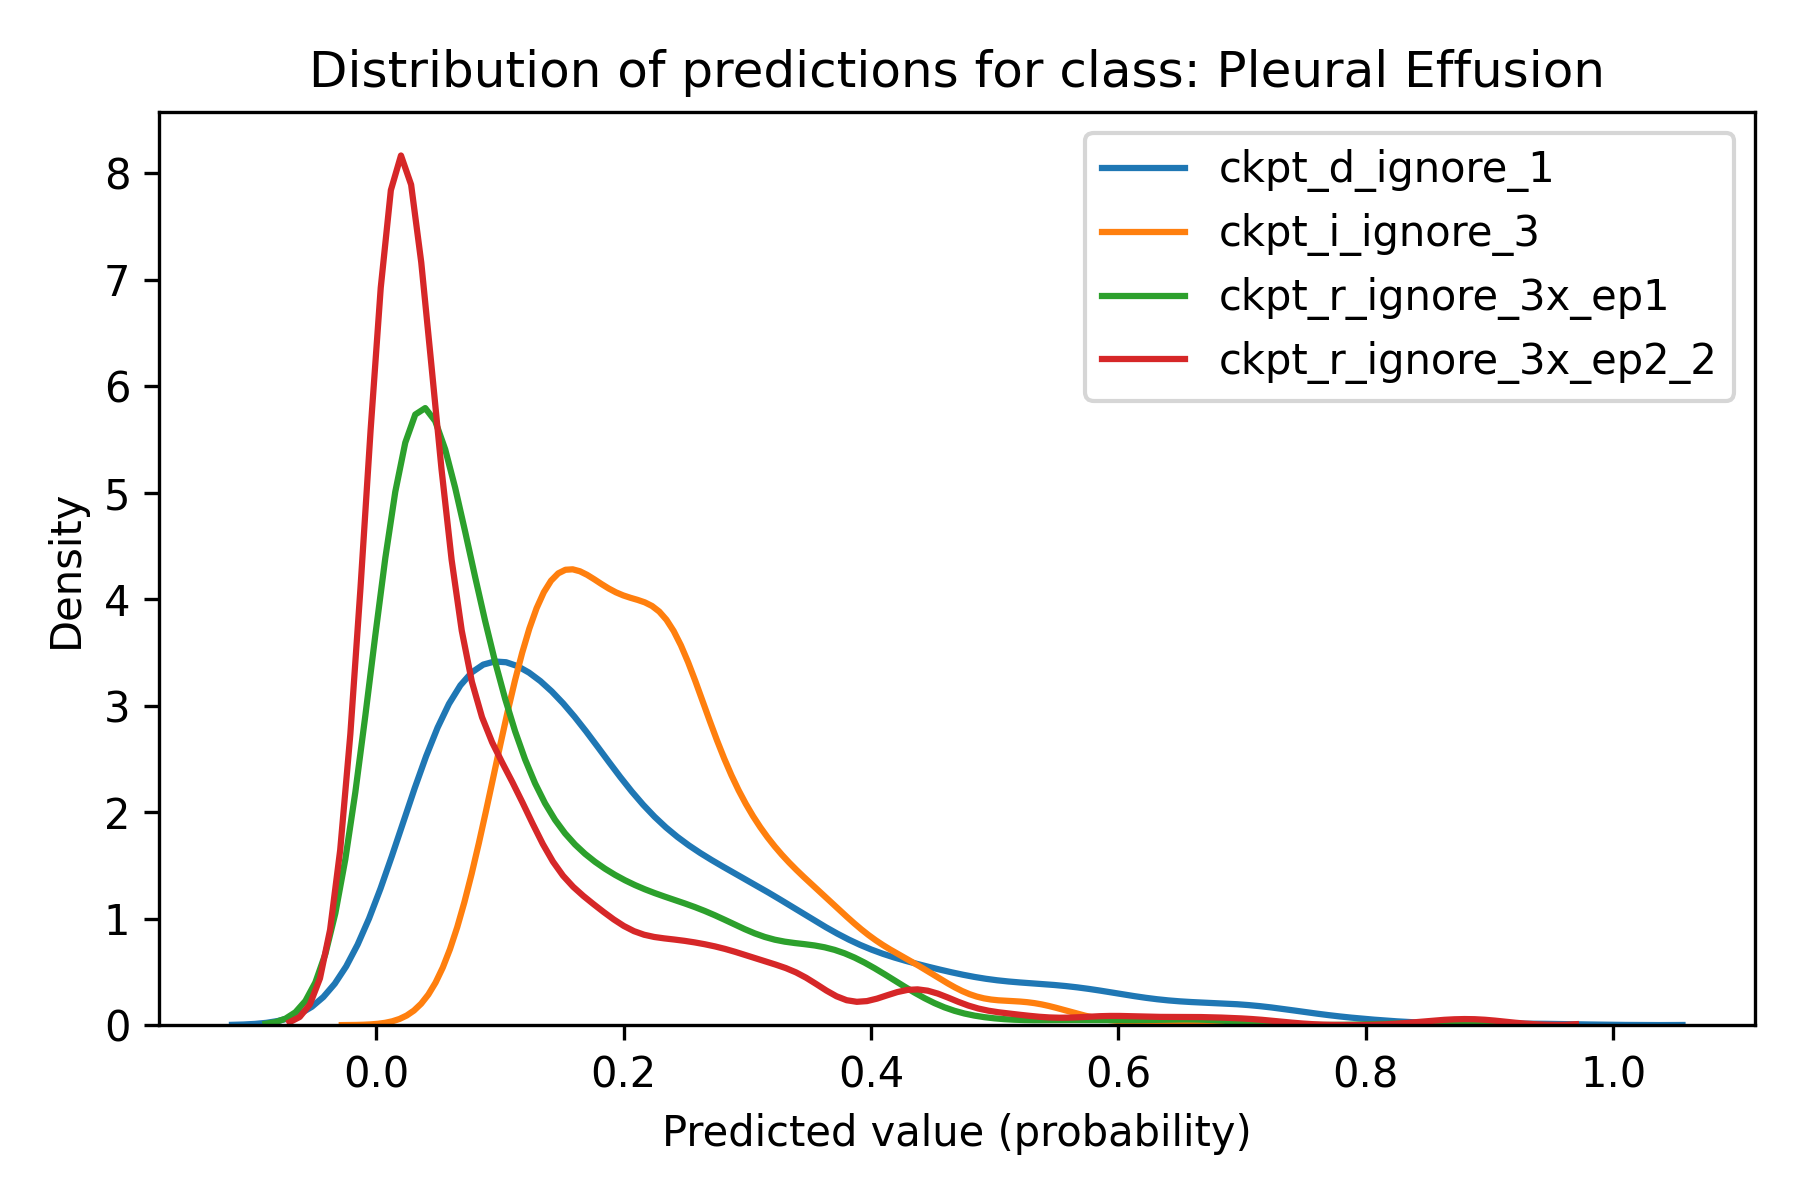 Distribution of predictions for class: Pleural Effusion
ckpt_d_ignore_1
ckpt_i_ignore_3
ckpt_r_ignore_3x_ep1
ckpt_r_ignore_3x_ep2_2
Density
8
7
6
5
4
3
2
1
0
0.0 0.2 0.4 0.6 0.8 1.0
Predicted value (probability)